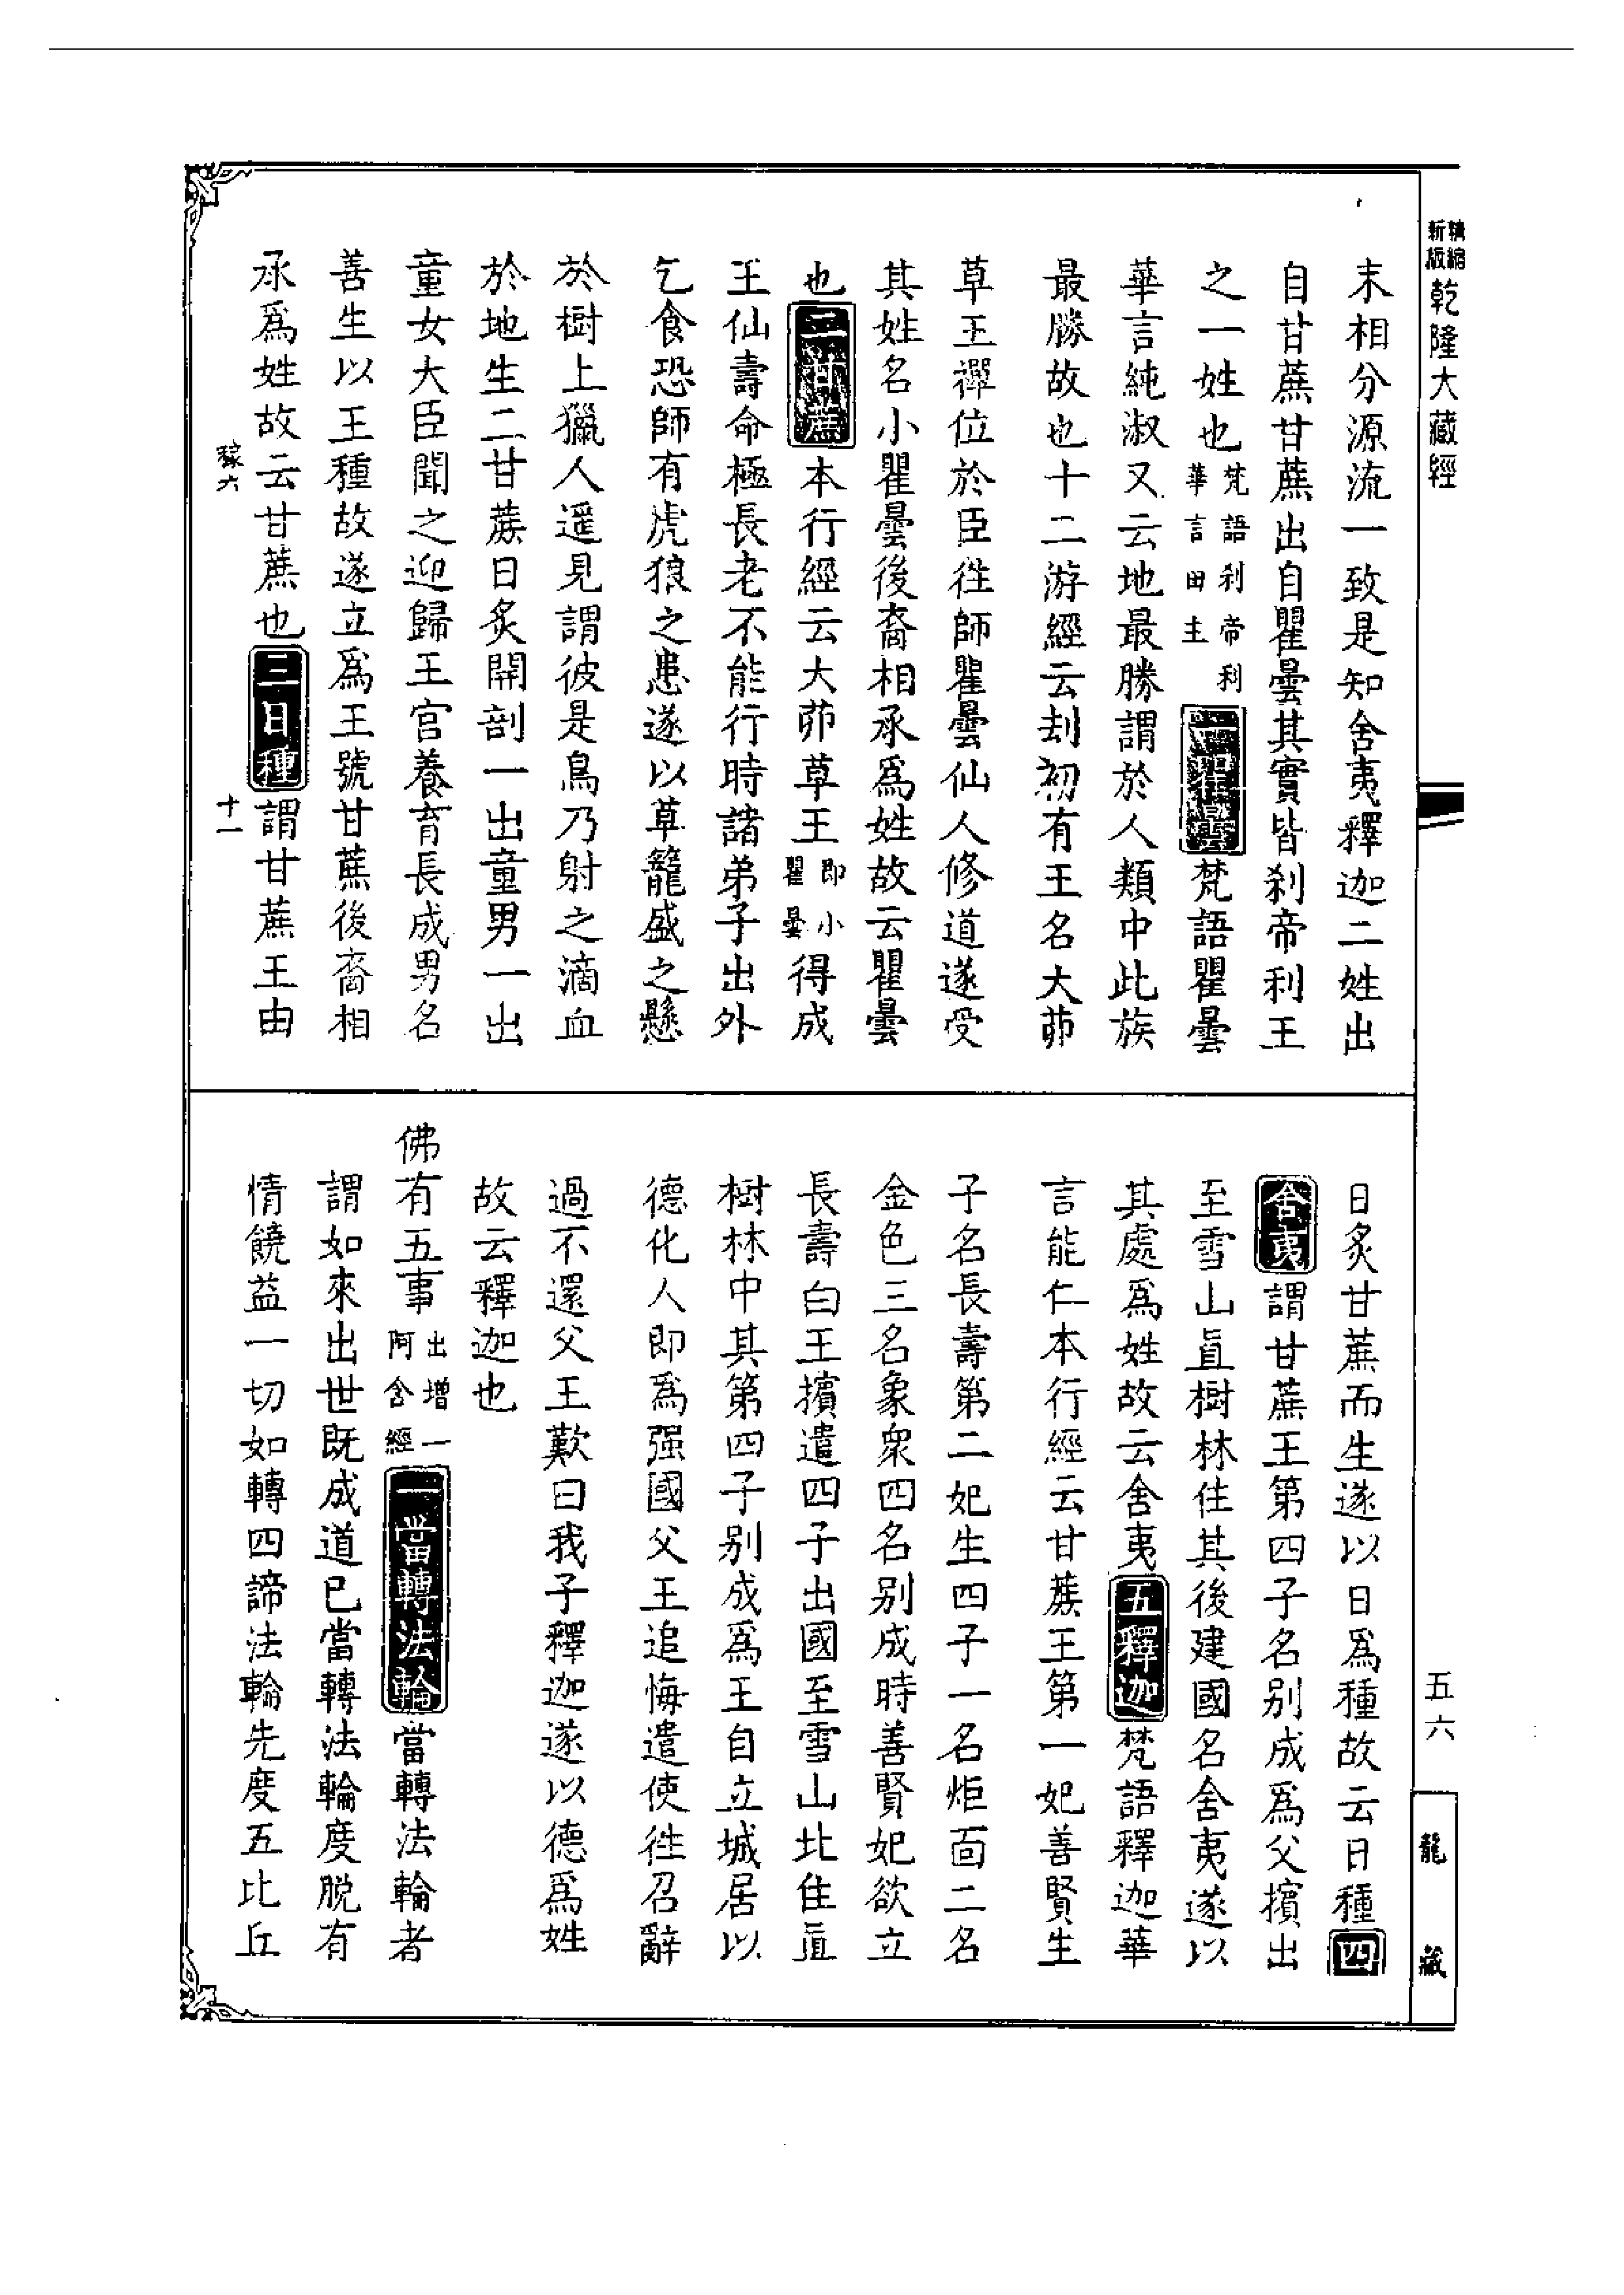 精縮
新版
乾隆大藏經
末相分源流一致是知舍夷釋迦二姓出
自甘蔗甘蔗出自瞿曇其實皆刹帝利王
之一姓也梵語刹帝利華言田主一瞿曇梵語瞿曇
華言純淑又云地最勝謂於人類中此族
最勝故也十二游經云刦初有王名大茆
草王禪位於臣徃師瞿曇仙人修道遂受
其姓名小瞿曇後裔相承爲姓故云瞿曇
也二甘蔗本行經云大茆草王即小瞿曇得成
王仙壽命極長老不能行時諸弟子出外
乞食恐師有虎狼之患遂以草籠盛之懸
於樹上獵人遥見謂彼是鳥乃射之滴血
於地生二甘蔗日炙開剖一出童男一出
童女大臣聞之迎歸王宫養育長成男名
善生以王種故遂立爲王號甘蔗後裔相
承爲姓故云甘蔗也三日種謂甘蔗王由
稼六
十一
日炙甘蔗而生遂以日爲種故云日種四
舍夷謂甘蔗王第四子名别成爲父擯出
至雪山直樹林住其後建國名舍夷遂以
其處爲姓故云舍夷五釋迦梵語釋迦華
言能仁本行經云甘蔗王第一妃善賢生
子名長壽第二妃生四子一名炬面二名
金色三名象衆四名别成時善賢妃欲立
長壽白王擯遣四子出國至雪山北住直
樹林中其第四子别成爲王自立城居以
德化人即爲强國父王追悔遣使徃召辭
過不還父王歎曰我子釋迦遂以德爲姓
故云釋迦也
佛有五事出增一阿含經一當轉法輪當轉法輪者
謂如來出世既成道已當轉法輪度脱有
情饒益一切如轉四諦法輪先度五比丘
五六
龍藏